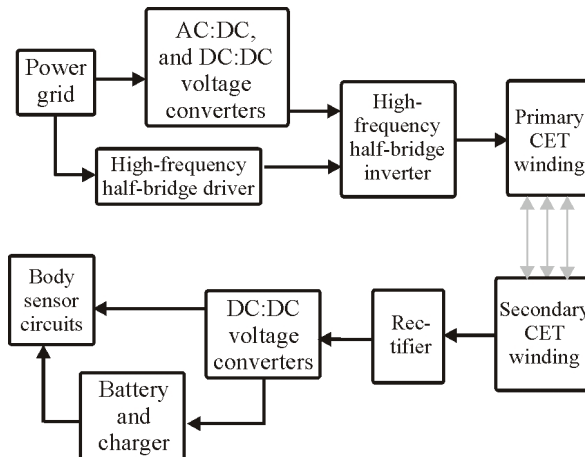 Power
grid
AC:DC,
and DC:DC
voltage
converters
High-frequency
half-bridge driver
High-
frequency
half-bridge
inverter
Primary
CET
winding
Secondary
CET
winding
Rec-
tifier
DC:DC
voltage
converters
Body
sensor
circuits
Battery
and
charger